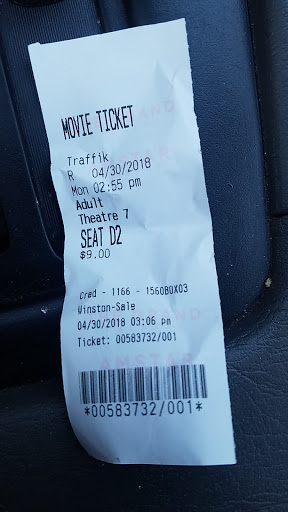 MOVIE TICKET
Traffik
R 04/30/2018
Mon 02:55 pm
Adult
Theatre 7
SEAT D2
$9.00
Cred - 1166 - 1560BOX03
Winston-Sale
04/30/2018 03:06 pm
Ticket: 00583732/001
AMSTAR
*00583732/001*